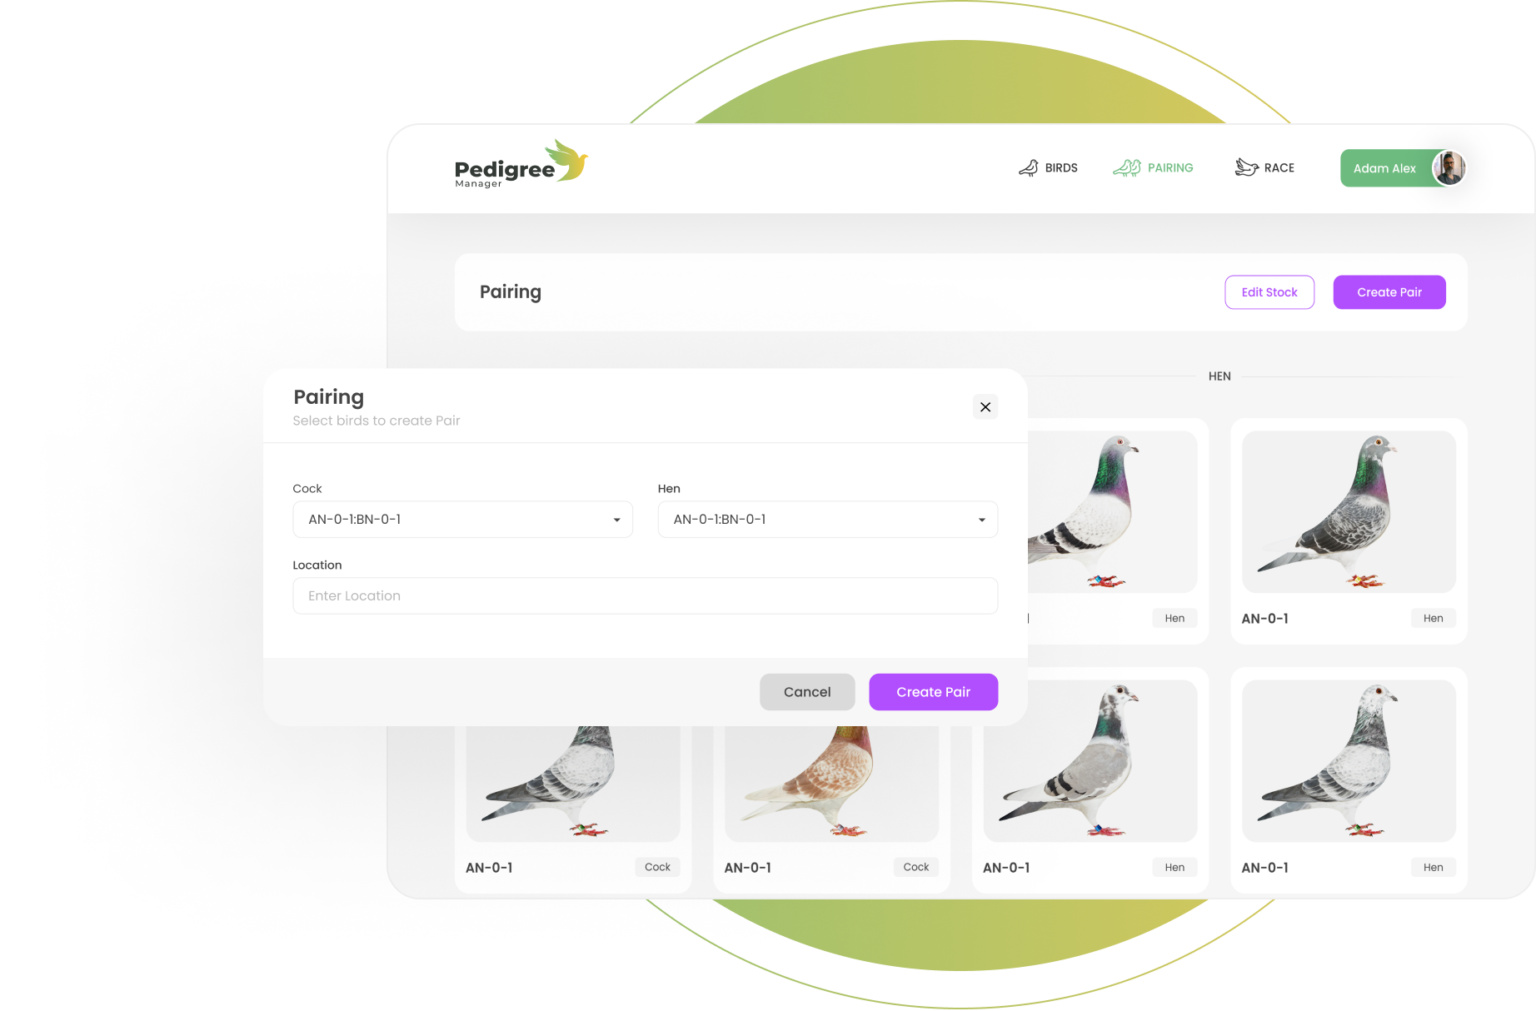 Pedigree
Manager
BIRDS
PAIRING
RACE
Adam Alex
Pairing
Edit Stock
Create Pair
HEN
Pairing
Select birds to create Pair
Cock
Hen
AN-0-1:BN-0-1
AN-0-1:BN-0-1
Location
Enter Location
Cancel
Create Pair
Hen
AN-0-1
Hen
AN-0-1
Cock
AN-0-1
Cock
AN-0-1
Hen
AN-0-1
Hen